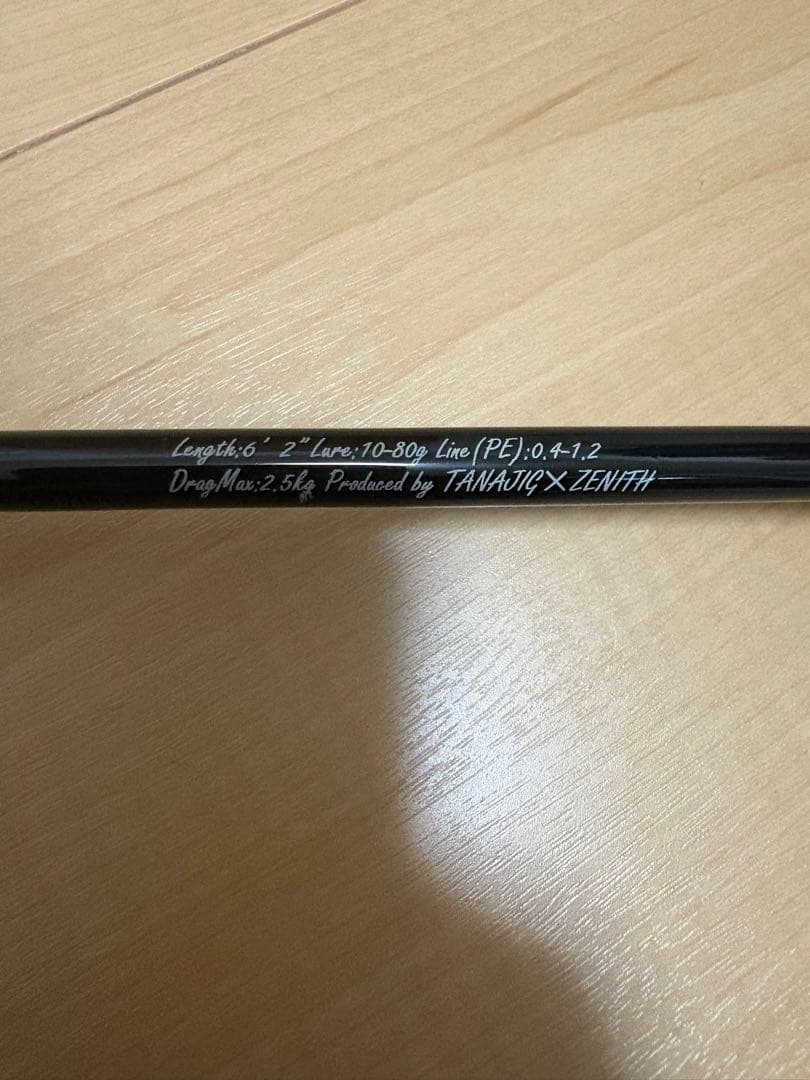 Length:6' 2" Lure:10-80g Line(PE):0.4-1.2
DragMax:2.5kg Produced by TANAJIG×ZENITH